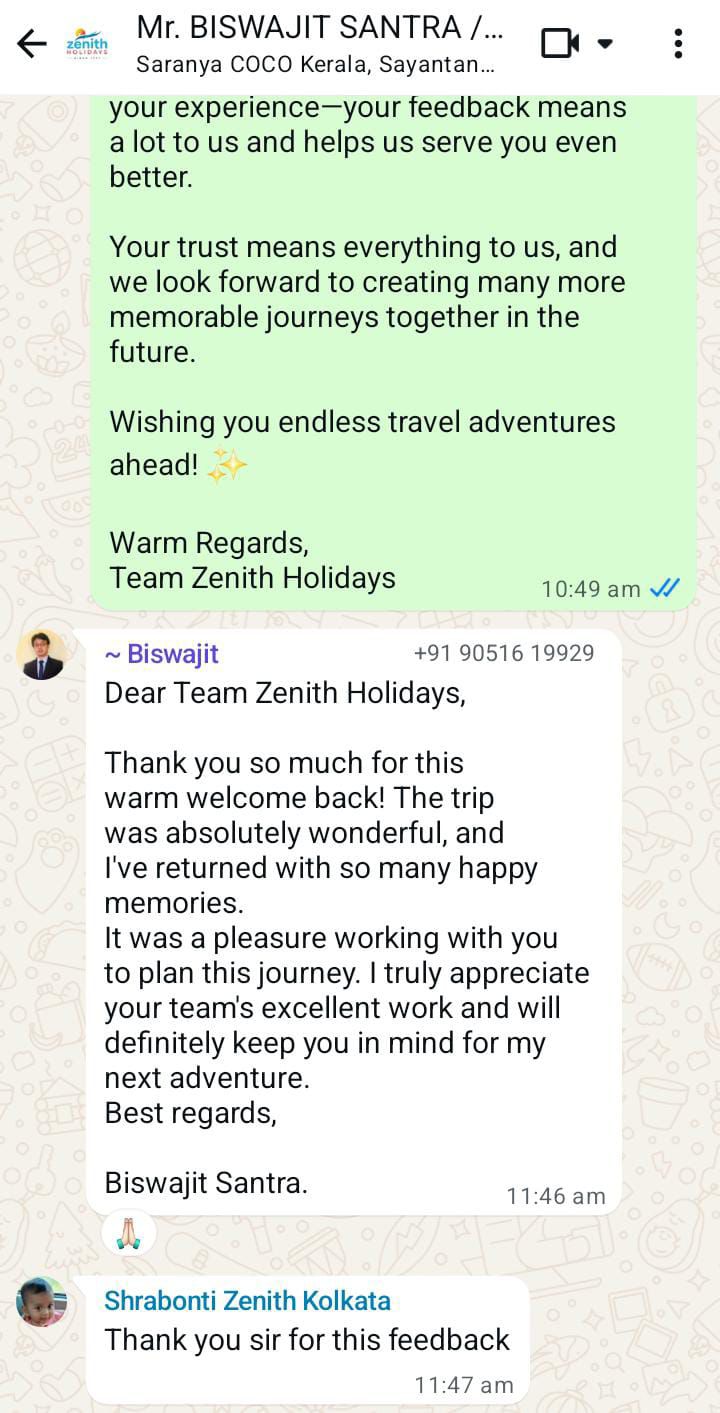 Mr. BISWAJIT SANTRA /...
zenith
HOLIDAYS
Saranya COCO Kerala, Sayantan...
your experience—your feedback means
a lot to us and helps us serve you even
better.
Your trust means everything to us, and
we look forward to creating many more
memorable journeys together in the
future.
Wishing you endless travel adventures
ahead! ✨
Warm Regards,
Team Zenith Holidays
10:49 am
~ Biswajit +91 90516 19929
Dear Team Zenith Holidays,
Thank you so much for this
warm welcome back! The trip
was absolutely wonderful, and
I've returned with so many happy
memories.
It was a pleasure working with you
to plan this journey. I truly appreciate
your team's excellent work and will
definitely keep you in mind for my
next adventure.
Best regards,
Biswajit Santra.
11:46 am
🙏🏻
Shrabonti Zenith Kolkata
Thank you sir for this feedback
11:47 am